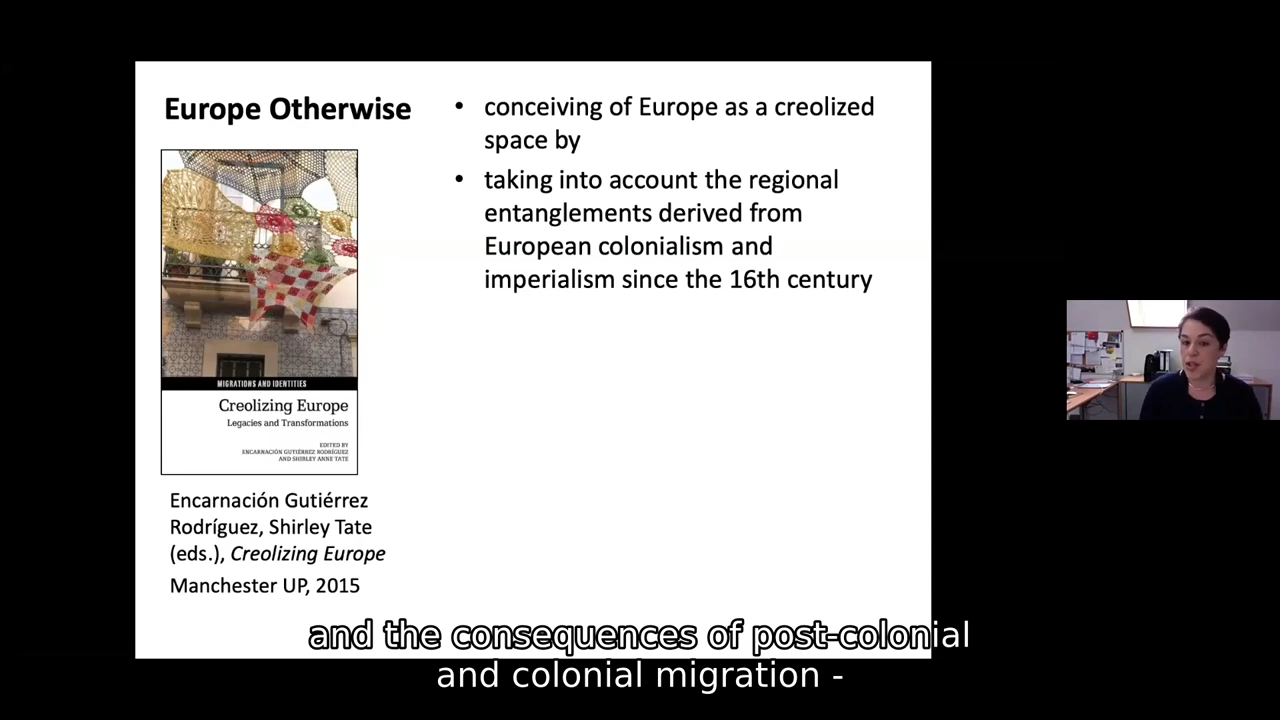 Europe Otherwise
MIGRATIONS AND IDENTITIES
Creolizing Europe
Legacies and Transformations
EDITED BY
ENCARNACIÓN GUTIÉRREZ RODRÍGUEZ
AND SHIRLEY ANNE TATE
Encarnación Gutiérrez
Rodríguez, Shirley Tate
(eds.), Creolizing Europe
Manchester UP, 2015
• conceiving of Europe as a creolized
space by
• taking into account the regional
entanglements derived from
European colonialism and
imperialism since the 16th century
and the consequences of post-colonial
and colonial migration -